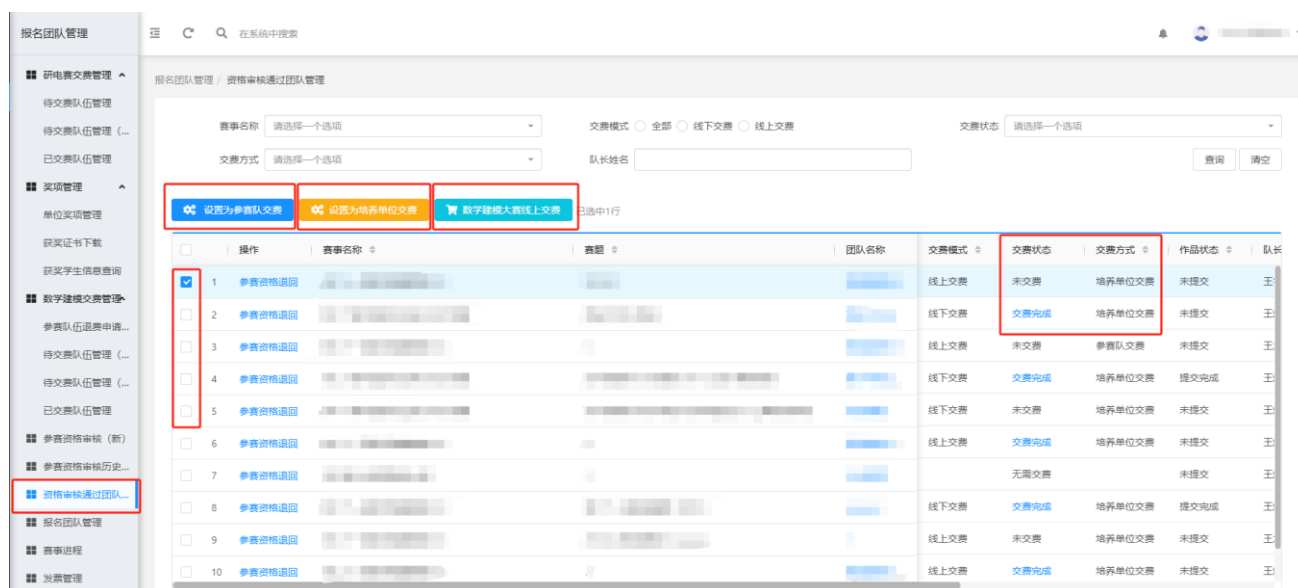 报名团队管理 在系统中搜索
研电赛交费管理
待交费队伍管理
待交费队伍管理（...
已交费队伍管理
奖项管理
单位奖项管理
获奖证书下载
获奖学生信息查询
数学建模交费管理
参赛队伍退费申请...
待交费队伍管理（...
待交费队伍管理（...
已交费队伍管理
参赛资格审核（新）
参赛资格审核历史...
资格审核通过团队...
报名团队管理
赛事进程
发票管理
报名团队管理 / 资格审核通过团队管理
赛事名称 请选择一个选项 交费模式 全部 线下交费 线上交费 交费状态 请选择一个选项
交费方式 请选择一个选项 队长姓名 查询 清空
设置为参赛队交费 设置为培养单位交费 数学建模大赛线上交费 已选中1行
操作 赛事名称 赛题 团队名称 交费模式 交费状态 交费方式 作品状态 队长
1 参赛资格退回 线上交费 未交费 培养单位交费 未提交 王
2 参赛资格退回 线下交费 交费完成 培养单位交费 未提交 王
3 参赛资格退回 线上交费 未交费 参赛队交费 未提交 王
4 参赛资格退回 线下交费 交费完成 培养单位交费 提交完成 王
5 参赛资格退回 线下交费 未交费 培养单位交费 未提交 王
6 参赛资格退回 线上交费 交费完成 培养单位交费 未提交 王
7 参赛资格退回 无需交费 未提交 王
8 参赛资格退回 线下交费 交费完成 培养单位交费 提交完成 王
9 参赛资格退回 线上交费 未交费 培养单位交费 未提交 王
10 参赛资格退回 线上交费 交费完成 培养单位交费 未提交 王